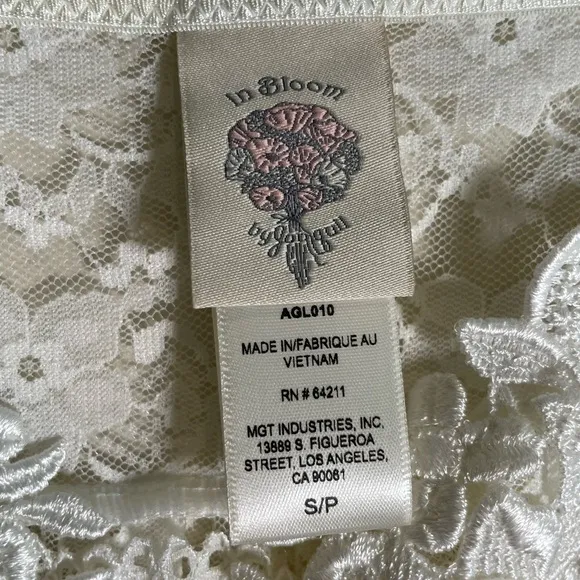 In Bloom
by Jonquil
AGL010
MADE IN/FABRIQUE AU
VIETNAM
RN # 64211
MGT INDUSTRIES, INC.
13889 S. FIGUEROA
STREET, LOS ANGELES,
CA 90061
S/P